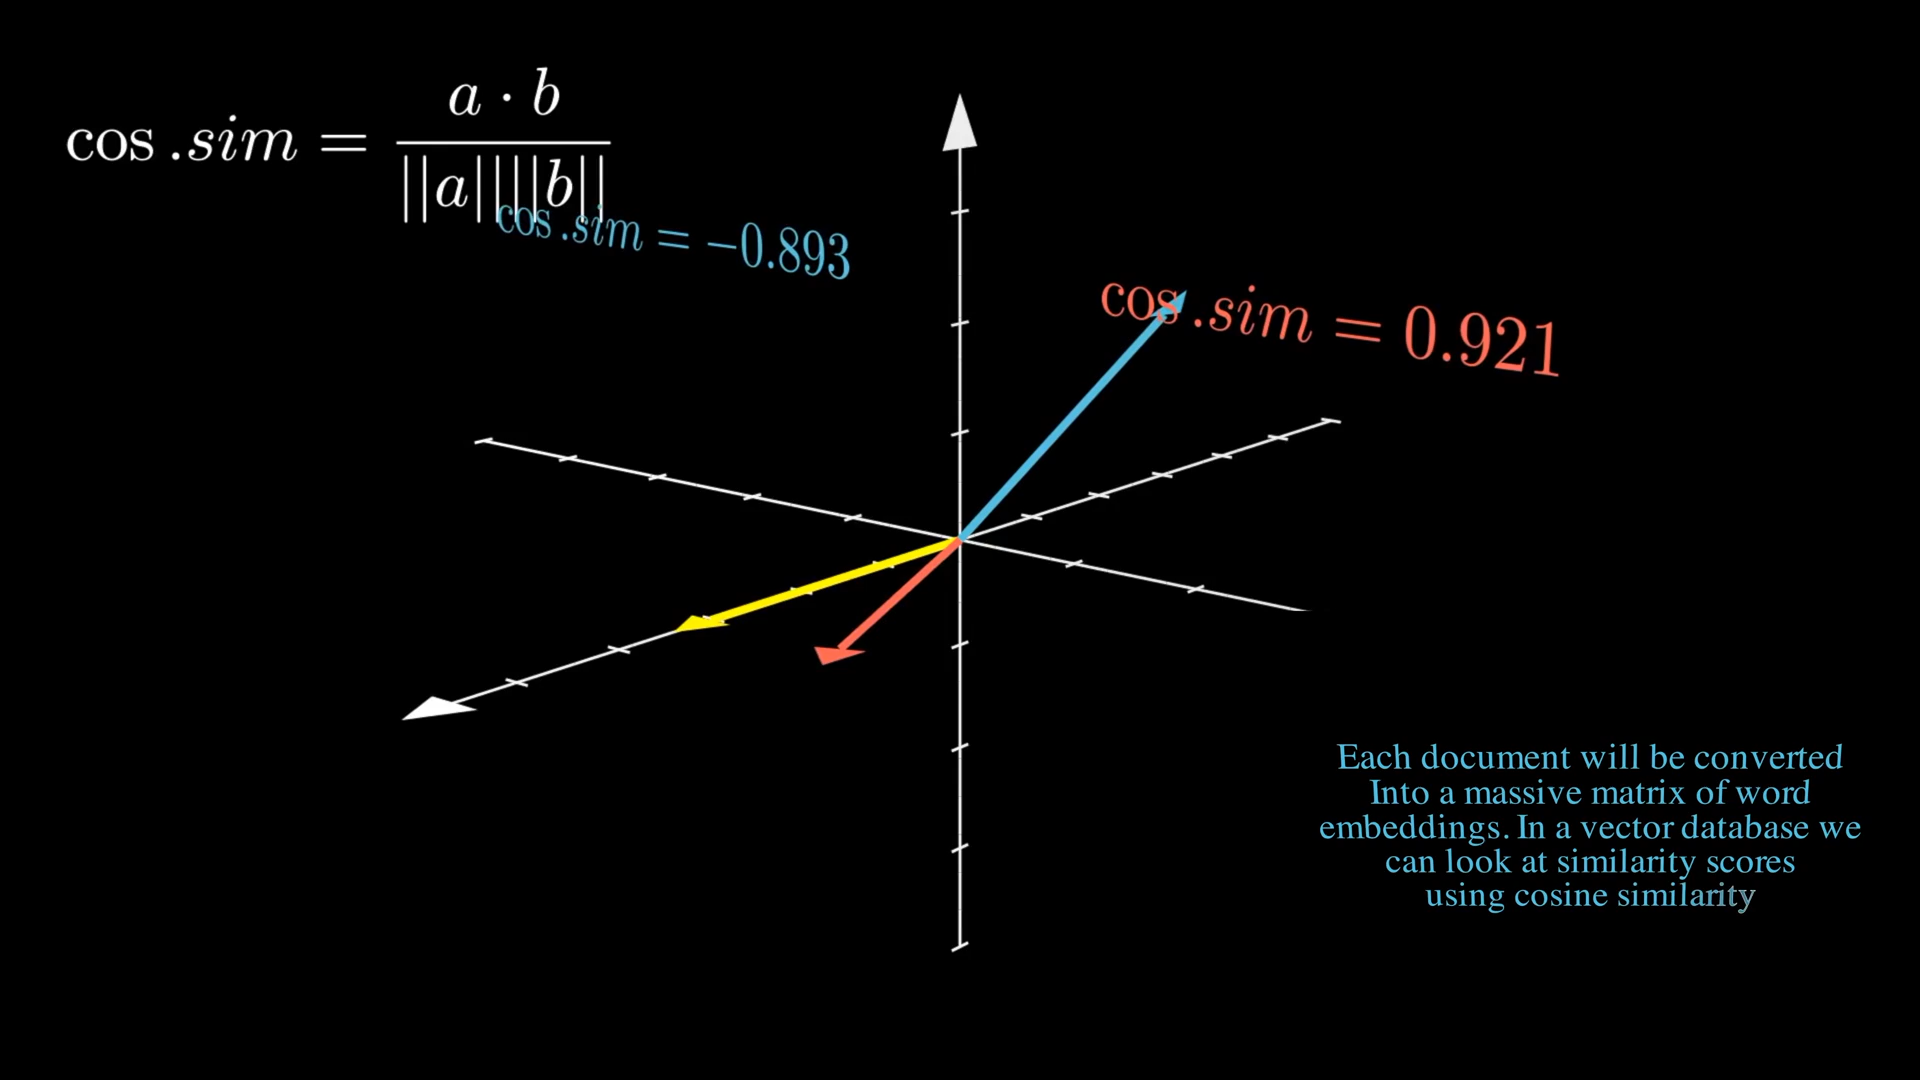 cos .sim = a · b / ||a||||b||
cos .sim = −0.893
cos .sim = 0.921
Each document will be converted
Into a massive matrix of word
embeddings. In a vector database we
can look at similarity scores
using cosine similarity